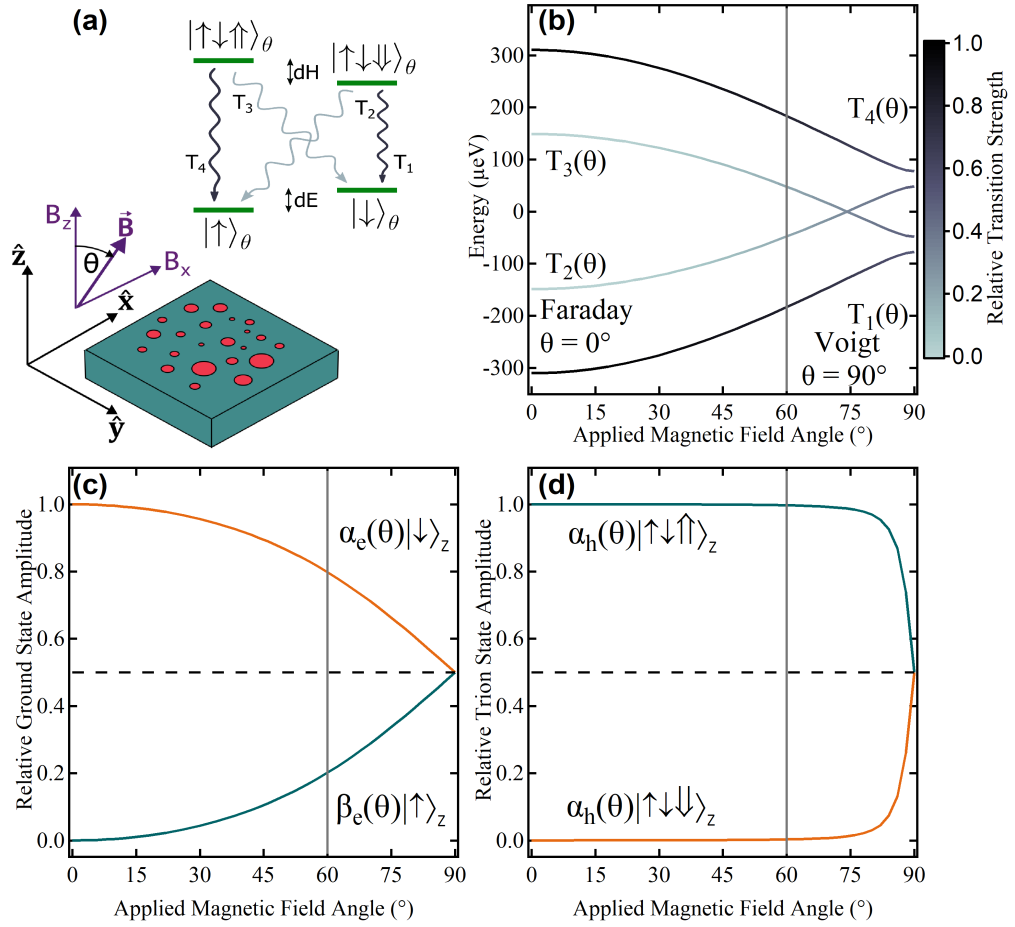 (a)
|↑↓⇑⟩θ
|↑↓⇓⟩θ
dH
T3
T2
T4
T1
dE
|↑⟩θ
|↓⟩θ
Bz
B⃗
θ
Bx
ẑ
x̂
ŷ
(b)
Energy (μeV)
300
200
100
0
-100
-200
-300
T4(θ)
T3(θ)
T2(θ)
T1(θ)
Faraday
θ = 0°
Voigt
θ = 90°
0 15 30 45 60 75 90
Applied Magnetic Field Angle (°)
1.0
0.8
0.6
0.4
0.2
0.0
Relative Transition Strength
(c)
Relative Ground State Amplitude
1.0
0.8
0.6
0.4
0.2
0.0
αe(θ)|↓⟩z
βe(θ)|↑⟩z
0 15 30 45 60 75 90
Applied Magnetic Field Angle (°)
(d)
Relative Trion State Amplitude
1.0
0.8
0.6
0.4
0.2
0.0
αh(θ)|↑↓⇑⟩z
αh(θ)|↑↓⇓⟩z
0 15 30 45 60 75 90
Applied Magnetic Field Angle (°)